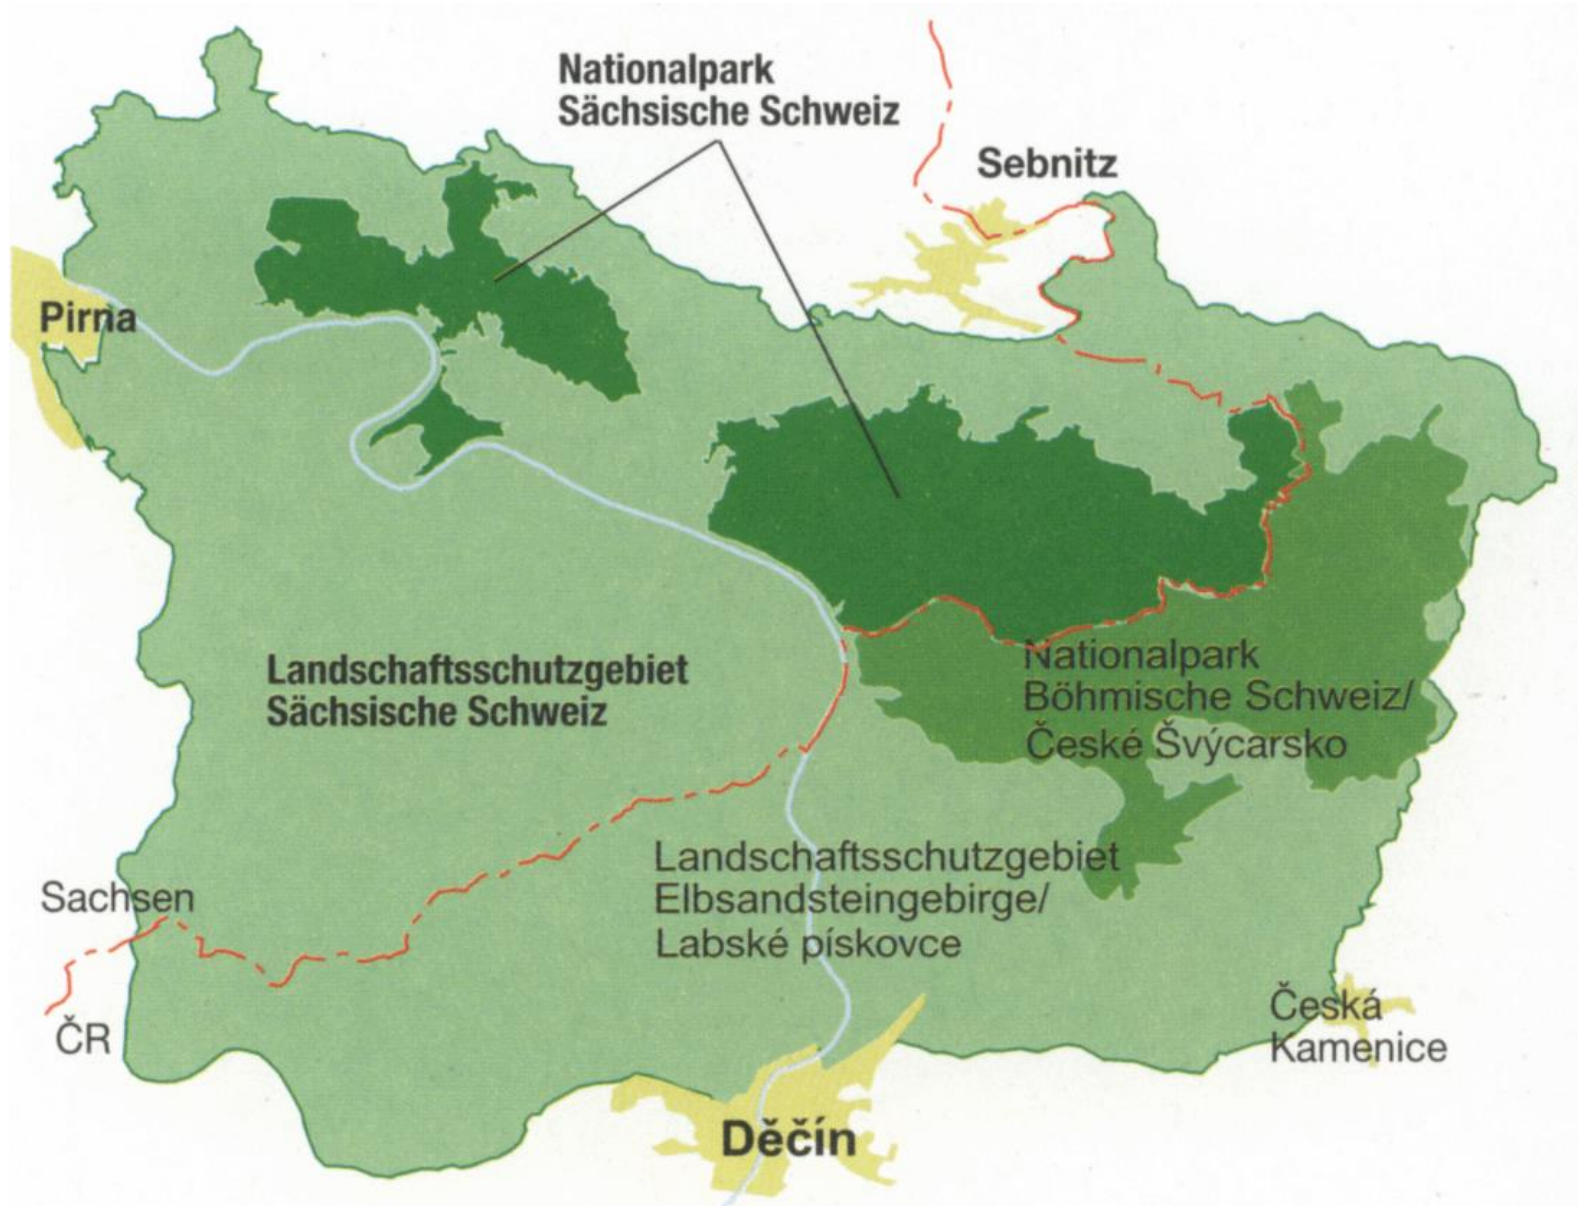 Nationalpark
Sächsische Schweiz
Sebnitz
Pirna
Landschaftsschutzgebiet
Sächsische Schweiz
Nationalpark
Böhmische Schweiz/
České Švýcarsko
Landschaftsschutzgebiet
Elbsandsteingebirge/
Labské pískovce
Sachsen
ČR
Česká
Kamenice
Děčín